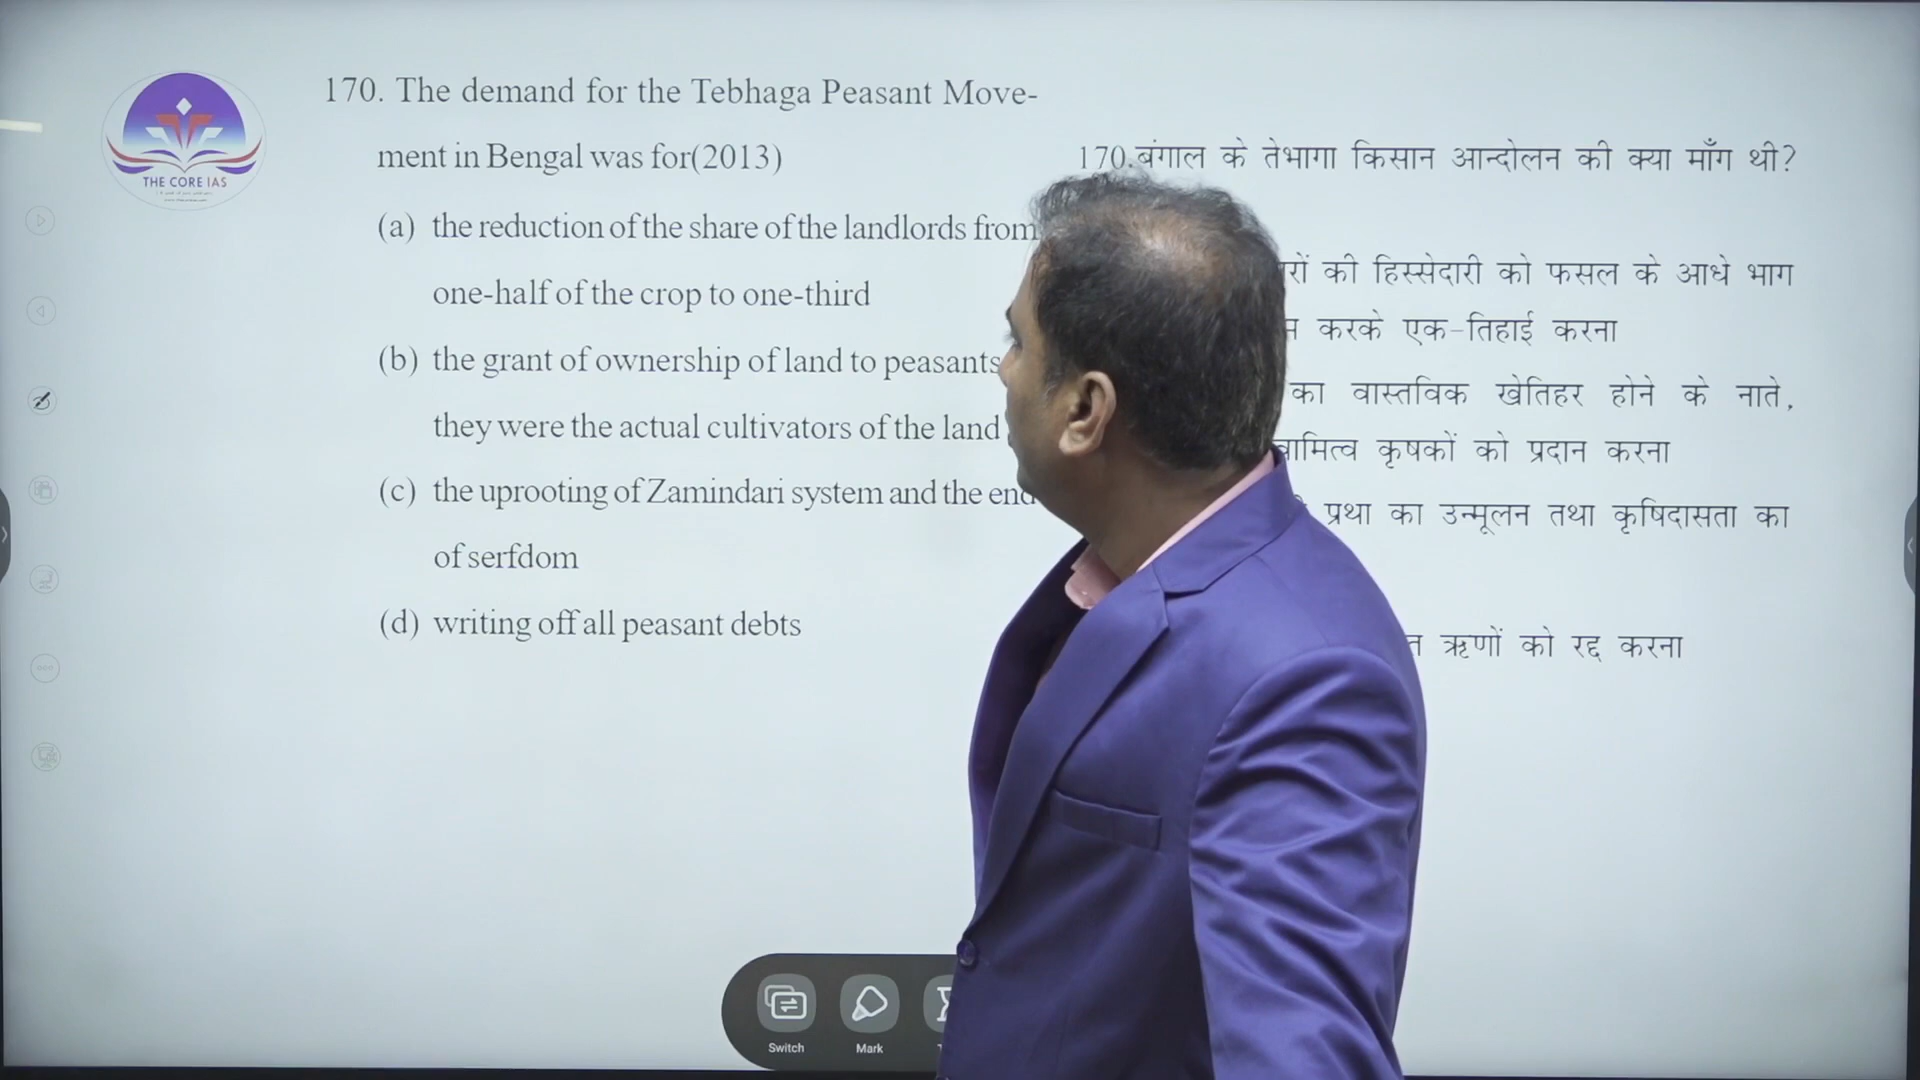 THE CORE IAS
170. The demand for the Tebhaga Peasant Move-
ment in Bengal was for(2013)
(a) the reduction of the share of the landlords from
one-half of the crop to one-third
(b) the grant of ownership of land to peasants
they were the actual cultivators of the land
(c) the uprooting of Zamindari system and the end
of serfdom
(d) writing off all peasant debts
170.बंगाल के तेभागा किसान आन्दोलन की क्या माँग थी?
की हिस्सेदारी को फसल के आधे भाग
करके एक-तिहाई करना
का वास्तविक खेतिहर होने के नाते,
कृषकों को प्रदान करना
प्रथा का उन्मूलन तथा कृषिदासता का
ऋणों को रद्द करना
Switch
Mark